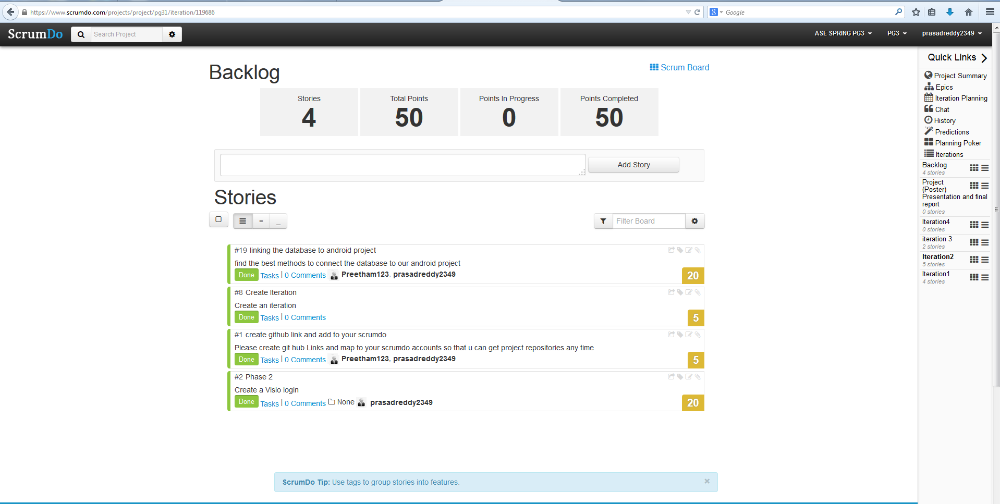 https://www.scrumdo.com/projects/project/pg31/iteration/119686
Google
ScrumDo
Search Project
ASE SPRING PG3
PG3
prasadreddy2349
Backlog
Scrum Board
Stories
4
Total Points
50
Points In Progress
0
Points Completed
50
Add Story
Stories
Filter Board
#19 linking the database to android project
find the best methods to connect the database to our android project
Done Tasks | 0 Comments Preetham123, prasadreddy2349
20
#8 Create Iteration
Create an iteration
Done Tasks | 0 Comments
5
#1 create github link and add to your scrumdo
Please create git hub Links and map to your scrumdo accounts so that u can get project repositories any time
Done Tasks | 0 Comments Preetham123, prasadreddy2349
5
#2 Phase 2
Create a Visio login
Done Tasks | 0 Comments None prasadreddy2349
20
ScrumDo Tip: Use tags to group stories into features.
Quick Links
Project Summary
Epics
Iteration Planning
Chat
History
Predictions
Planning Poker
Iterations
Backlog
4 stories
Project
(Poster)
Presentation and final
report
0 stories
Iteration4
0 stories
iteration 3
2 stories
Iteration2
5 stories
Iteration1
4 stories